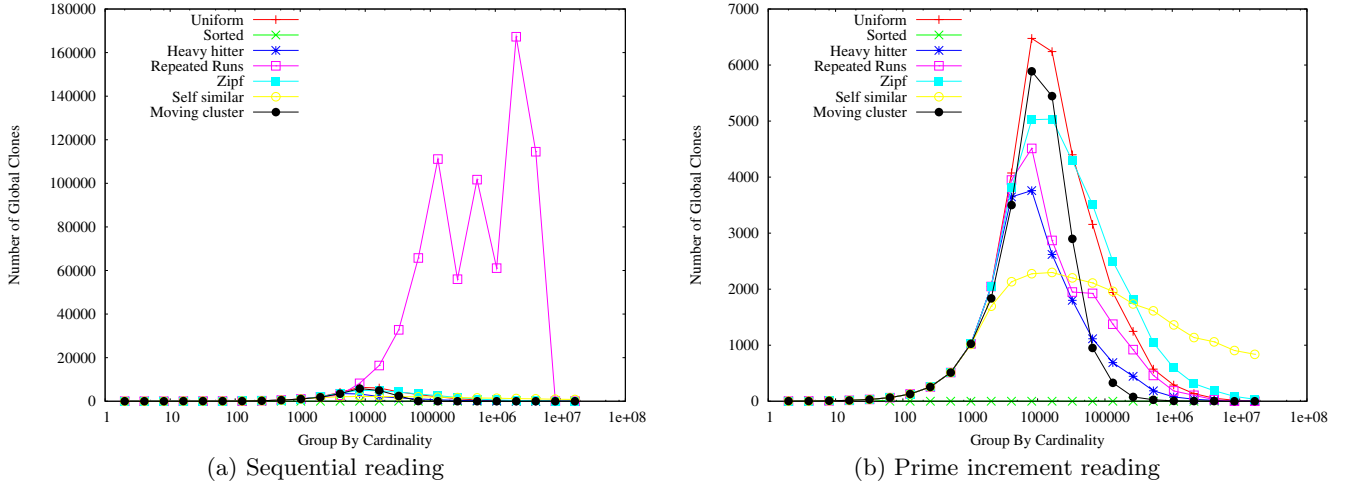 180000
160000
140000
120000
100000
80000
60000
40000
20000
0
Number of Global Clones
Uniform
Sorted
Heavy hitter
Repeated Runs
Zipf
Self similar
Moving cluster
1 10 100 1000 10000 100000 1e+06 1e+07 1e+08
Group By Cardinality
(a) Sequential reading
7000
6000
5000
4000
3000
2000
1000
0
Number of Global Clones
Uniform
Sorted
Heavy hitter
Repeated Runs
Zipf
Self similar
Moving cluster
1 10 100 1000 10000 100000 1e+06 1e+07 1e+08
Group By Cardinality
(b) Prime increment reading